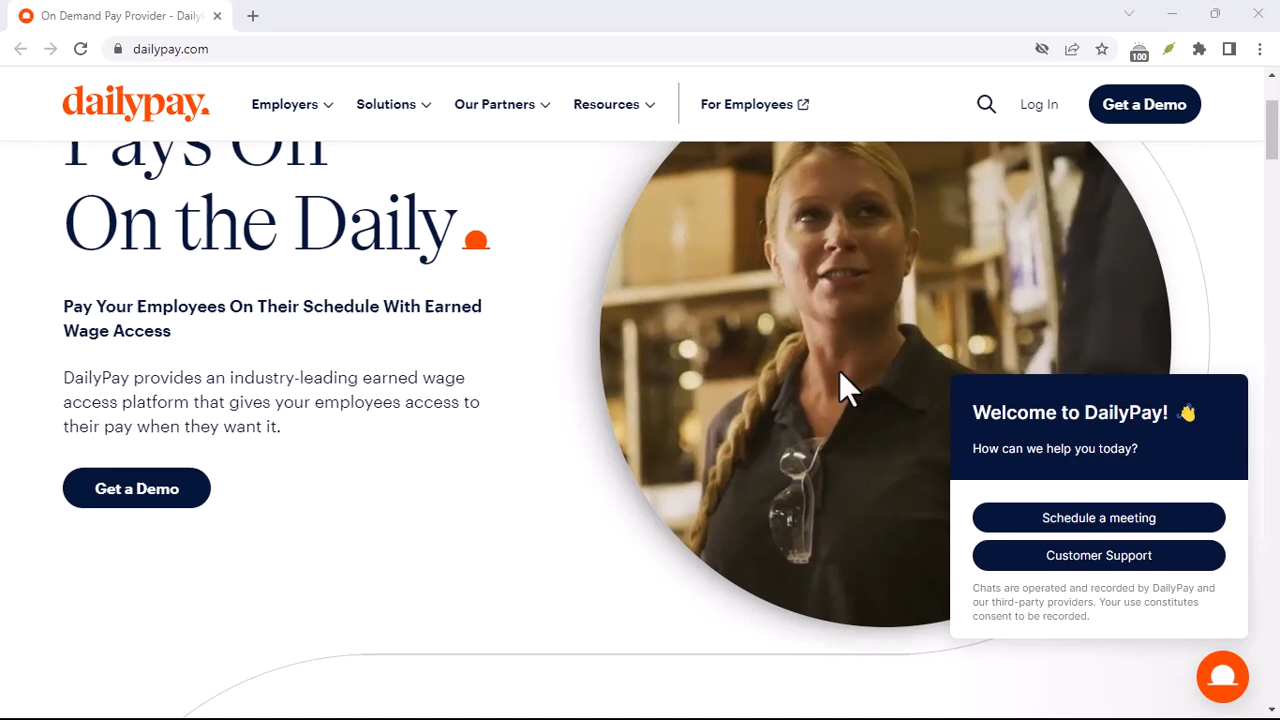 On Demand Pay Provider - Daily
dailypay.com
100
dailypay.
Employers
Solutions
Our Partners
Resources
For Employees
Log In
Get a Demo
Pays On
On the Daily
Pay Your Employees On Their Schedule With Earned
Wage Access
DailyPay provides an industry-leading earned wage
access platform that gives your employees access to
their pay when they want it.
Get a Demo
Welcome to DailyPay! 👋
How can we help you today?
Schedule a meeting
Customer Support
Chats are operated and recorded by DailyPay and
our third-party providers. Your use constitutes
consent to be recorded.